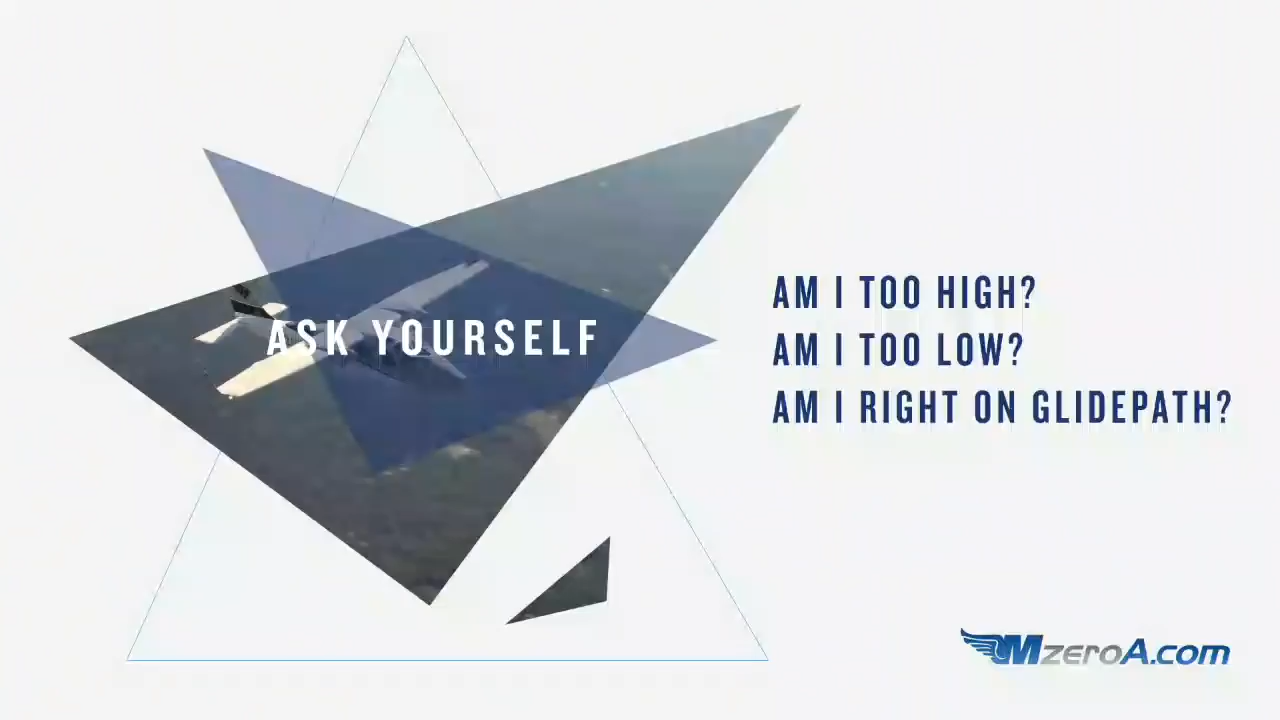 ASK YOURSELF
AM I TOO HIGH?
AM I TOO LOW?
AM I RIGHT ON GLIDEPATH?
MzeroA.com